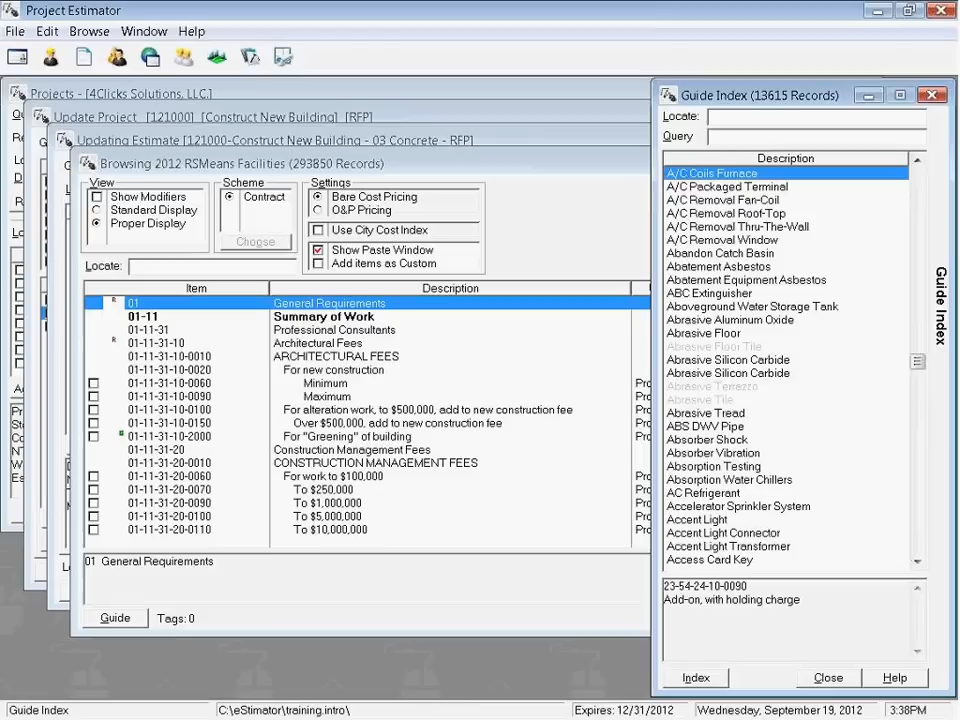 Project Estimator
File Edit Browse Window Help
Projects - [4Clicks Solutions, LLC.]
Update Project [121000] [Construct New Building] [RFP]
Updating Estimate [121000-Construct New Building - 03 Concrete - RFP]
Browsing 2012 RSMeans Facilities (293850 Records)
View
Show Modifiers
Standard Display
Proper Display
Scheme
Contract
Choose
Settings
Bare Cost Pricing
O&P Pricing
Use City Cost Index
Show Paste Window
Add items as Custom
Locate:
Item Description
R 01 General Requirements
01-11 Summary of Work
01-11-31 Professional Consultants
R 01-11-31-10 Architectural Fees
01-11-31-10-0010 ARCHITECTURAL FEES
01-11-31-10-0020 For new construction
01-11-31-10-0060 Minimum Pro
01-11-31-10-0090 Maximum Pro
01-11-31-10-0100 For alteration work, to $500,000, add to new construction fee Pro
01-11-31-10-0150 Over $500,000, add to new construction fee Pro
01-11-31-10-2000 For "Greening" of building Pro
01-11-31-20 Construction Management Fees
01-11-31-20-0010 CONSTRUCTION MANAGEMENT FEES
01-11-31-20-0060 For work to $100,000 Pro
01-11-31-20-0070 To $250,000 Pro
01-11-31-20-0090 To $1,000,000 Pro
01-11-31-20-0100 To $5,000,000 Pro
01-11-31-20-0110 To $10,000,000 Pro
01 General Requirements
Guide Tags: 0
Guide Index (13615 Records)
Locate:
Query
Description
A/C Coils Furnace
A/C Packaged Terminal
A/C Removal Fan-Coil
A/C Removal Roof-Top
A/C Removal Thru-The-Wall
A/C Removal Window
Abandon Catch Basin
Abatement Asbestos
Abatement Equipment Asbestos
ABC Extinguisher
Aboveground Water Storage Tank
Abrasive Aluminum Oxide
Abrasive Floor
Abrasive Floor Tile
Abrasive Silicon Carbide
Abrasive Silicon Carbide
Abrasive Terrazzo
Abrasive Tile
Abrasive Tread
ABS DWV Pipe
Absorber Shock
Absorber Vibration
Absorption Testing
Absorption Water Chillers
AC Refrigerant
Accelerator Sprinkler System
Accent Light
Accent Light Connector
Accent Light Transformer
Access Card Key
23-54-24-10-0090
Add-on, with holding charge
Index Close Help
Guide Index
Guide Index C:\eStimator\training.intro\ Expires: 12/31/2012 Wednesday, September 19, 2012 3:38PM